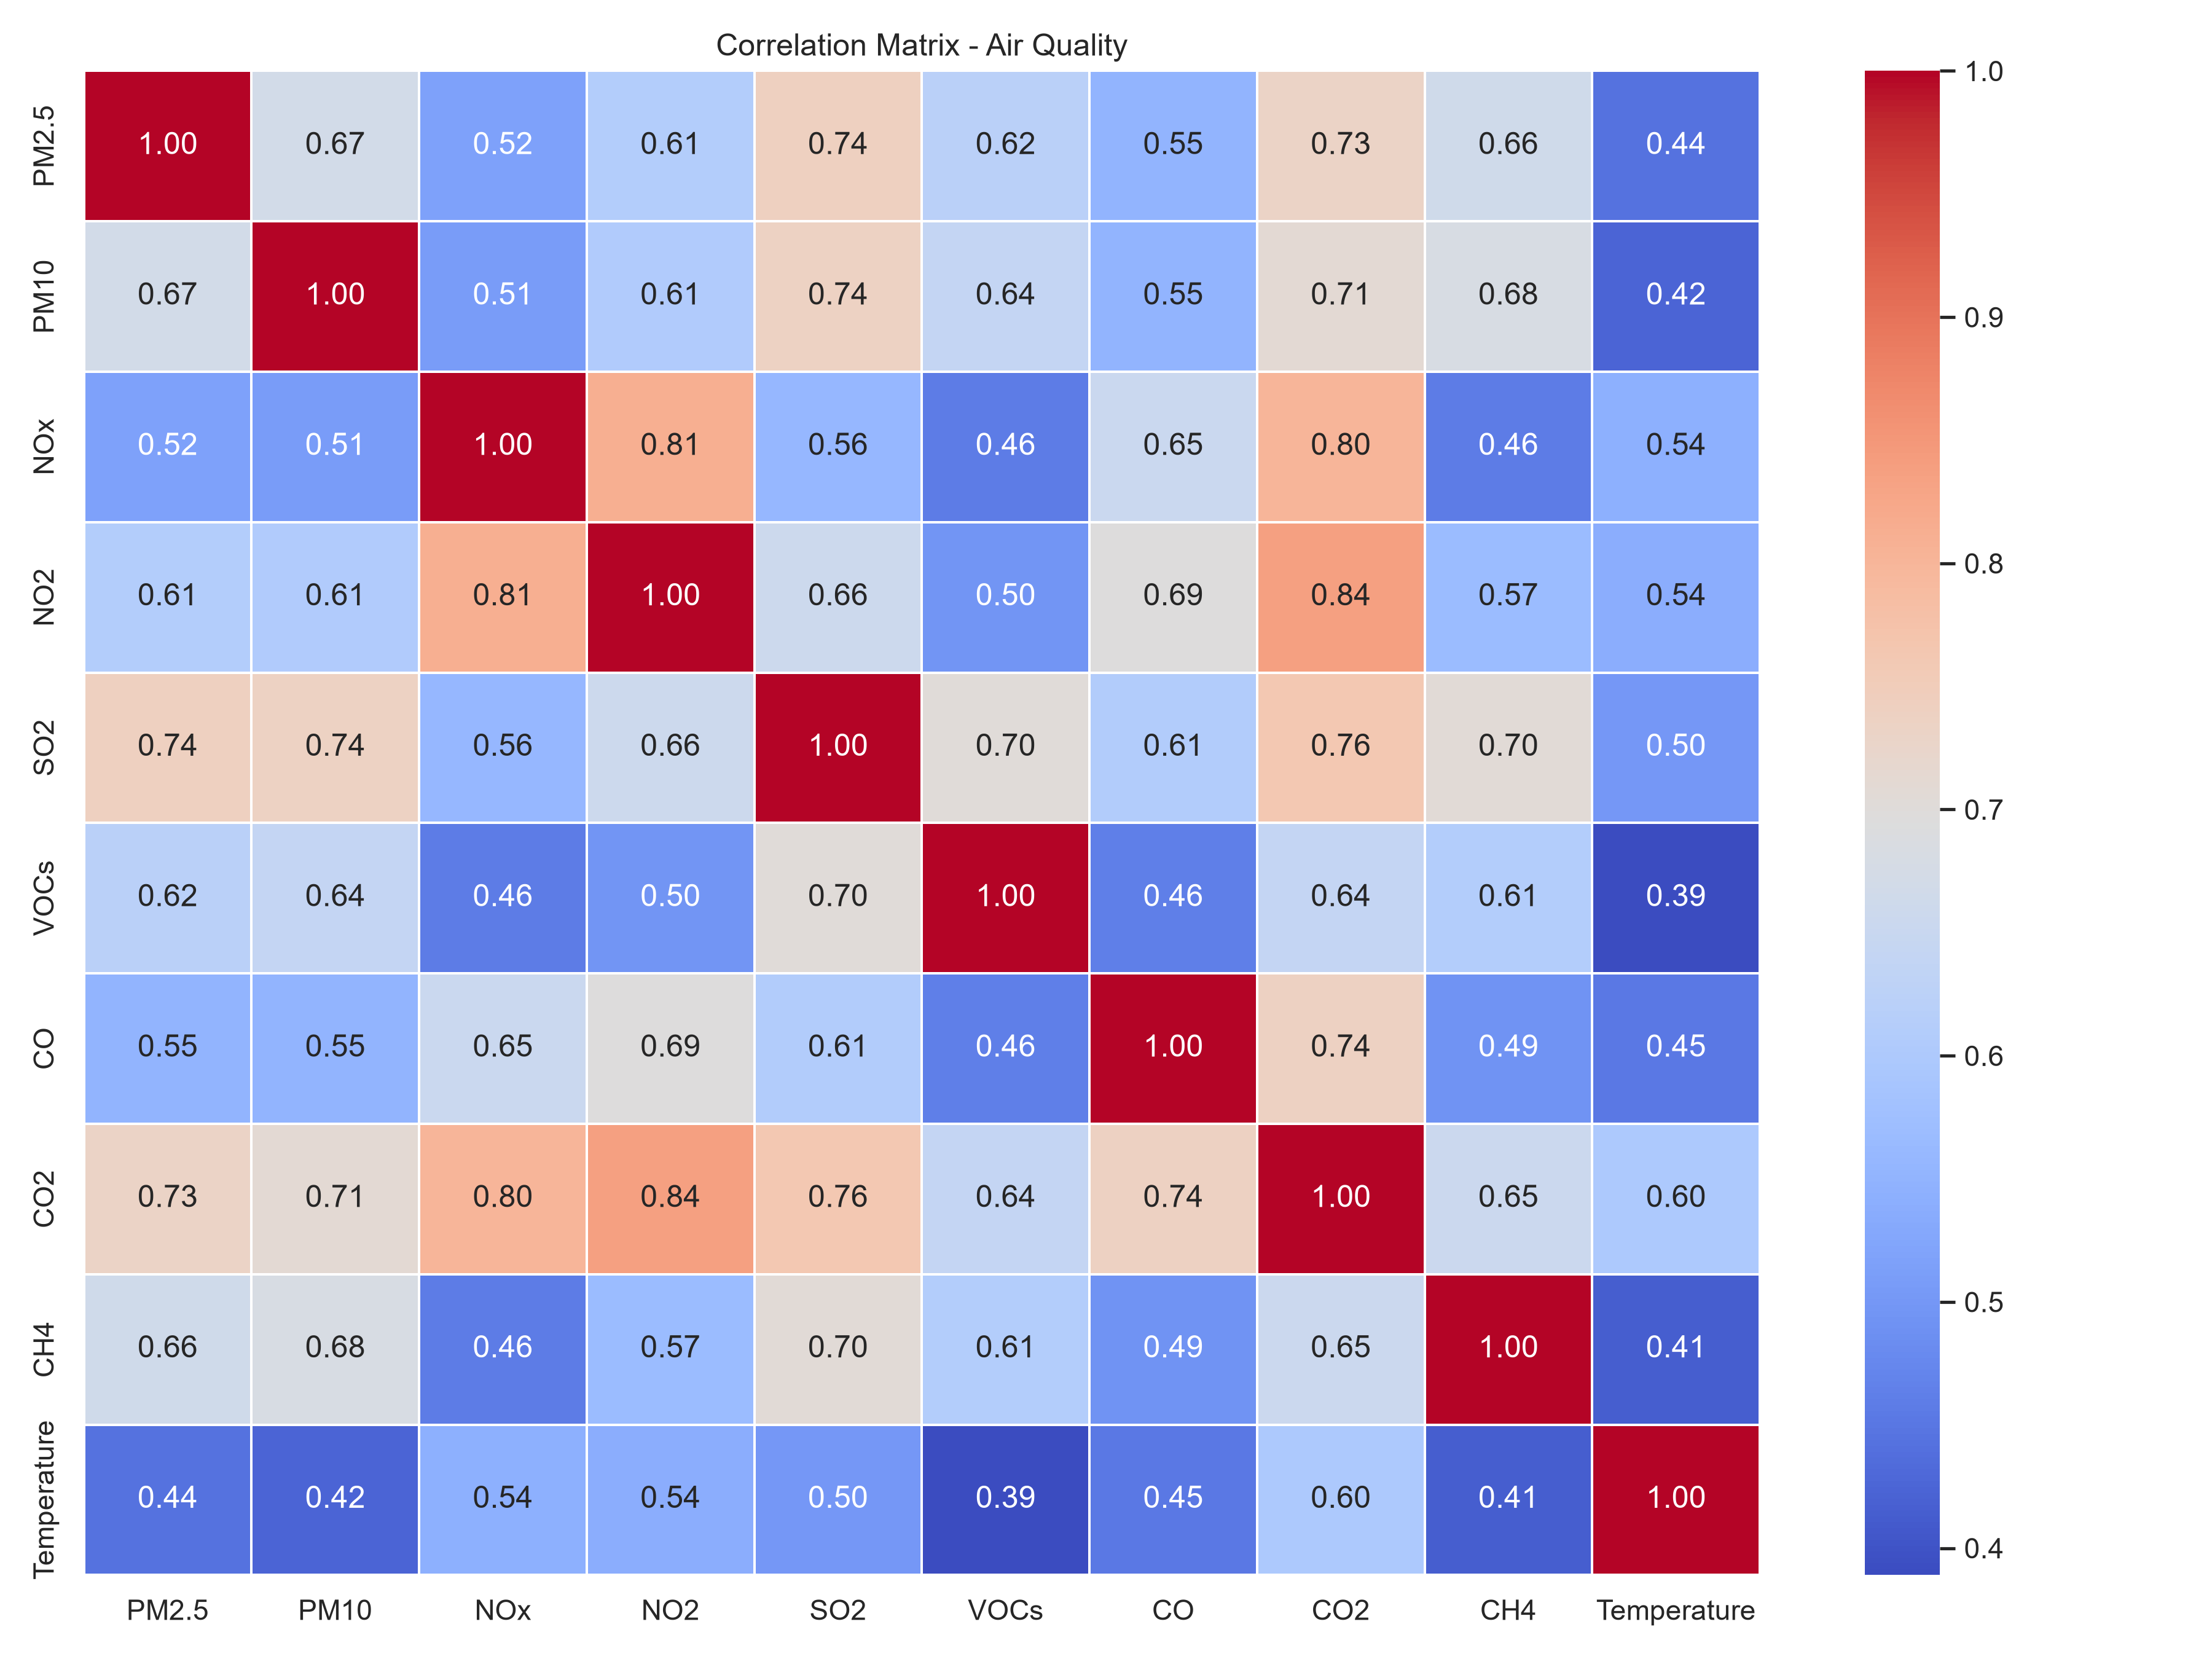 Correlation Matrix - Air Quality
PM2.5 1.00 0.67 0.52 0.61 0.74 0.62 0.55 0.73 0.66 0.44
PM10 0.67 1.00 0.51 0.61 0.74 0.64 0.55 0.71 0.68 0.42
NOx 0.52 0.51 1.00 0.81 0.56 0.46 0.65 0.80 0.46 0.54
NO2 0.61 0.61 0.81 1.00 0.66 0.50 0.69 0.84 0.57 0.54
SO2 0.74 0.74 0.56 0.66 1.00 0.70 0.61 0.76 0.70 0.50
VOCs 0.62 0.64 0.46 0.50 0.70 1.00 0.46 0.64 0.61 0.39
CO 0.55 0.55 0.65 0.69 0.61 0.46 1.00 0.74 0.49 0.45
CO2 0.73 0.71 0.80 0.84 0.76 0.64 0.74 1.00 0.65 0.60
CH4 0.66 0.68 0.46 0.57 0.70 0.61 0.49 0.65 1.00 0.41
Temperature 0.44 0.42 0.54 0.54 0.50 0.39 0.45 0.60 0.41 1.00
PM2.5 PM10 NOx NO2 SO2 VOCs CO CO2 CH4 Temperature
1.0
0.9
0.8
0.7
0.6
0.5
0.4